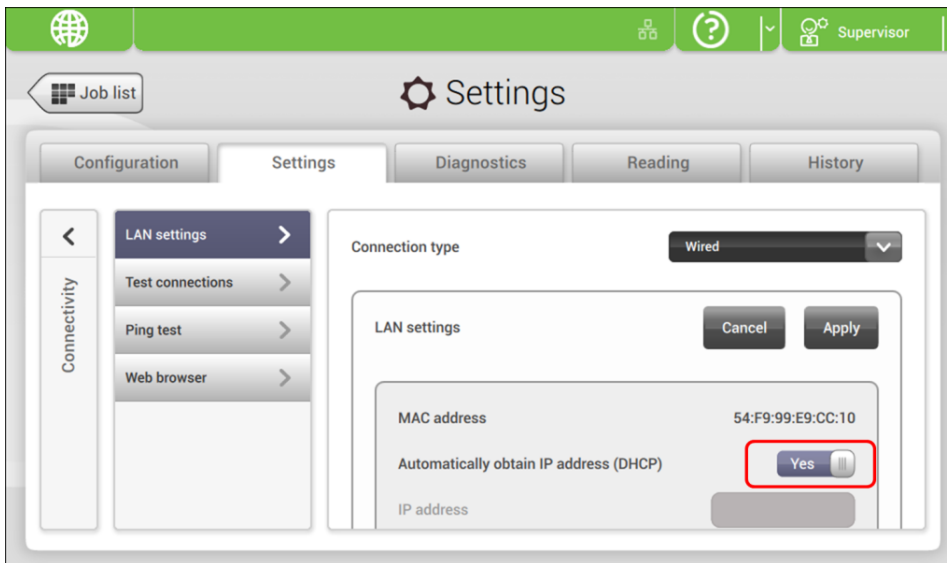 Supervisor
Job list
Settings
Configuration
Settings
Diagnostics
Reading
History
Connectivity
LAN settings
Test connections
Ping test
Web browser
Connection type
Wired
LAN settings
Cancel
Apply
MAC address
54:F9:99:E9:CC:10
Automatically obtain IP address (DHCP)
Yes
IP address